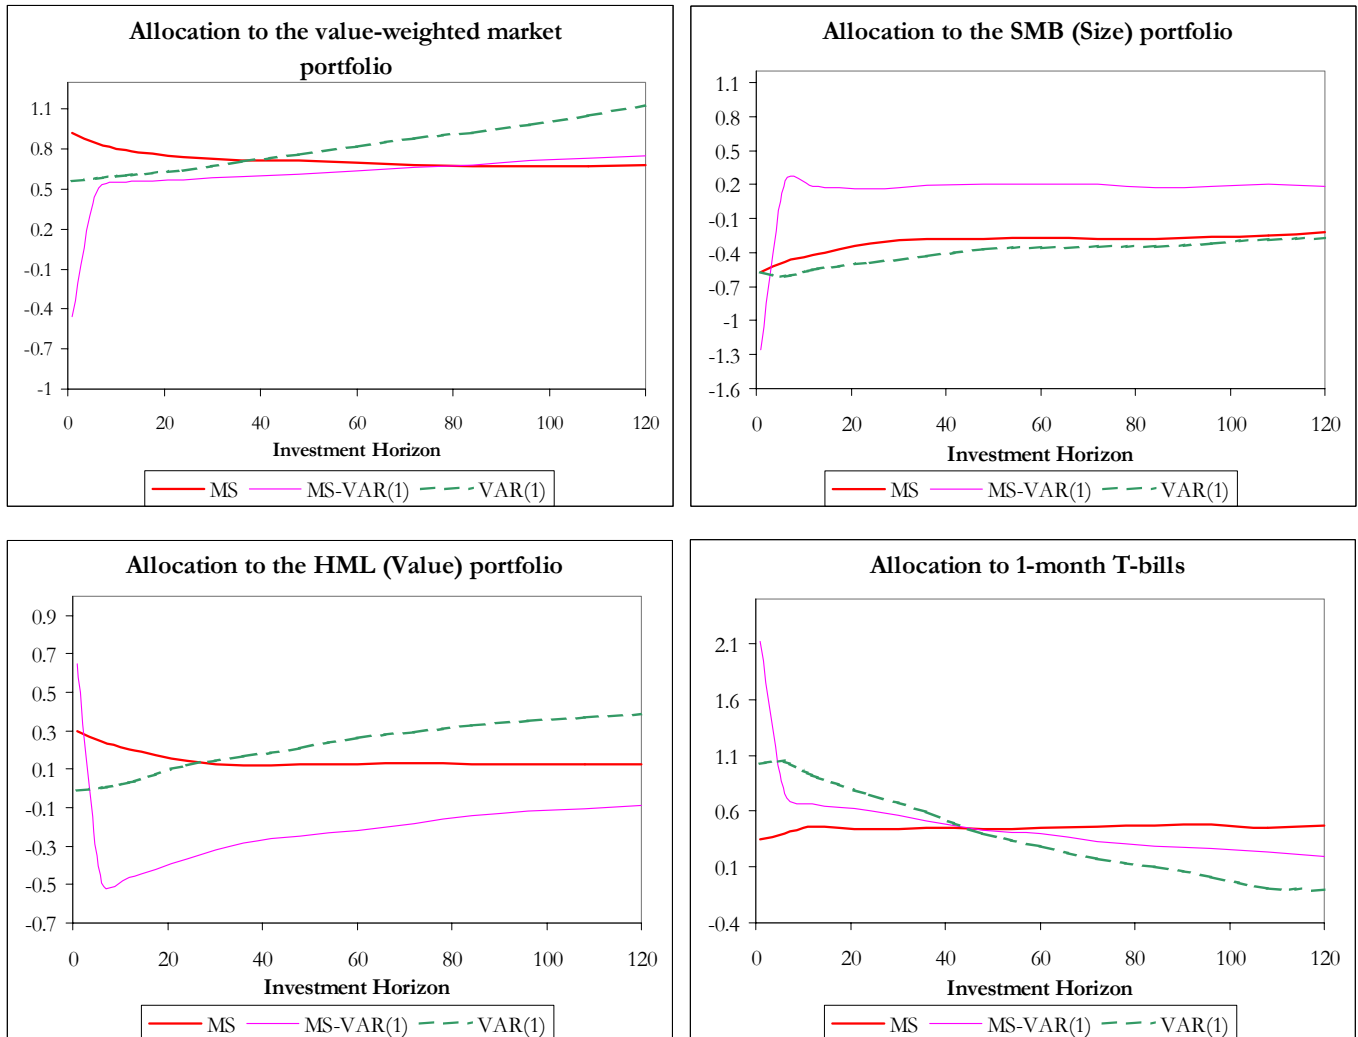 Allocation to the value-weighted market
portfolio
1.1
0.8
0.5
0.2
-0.1
-0.4
-0.7
-1
0 20 40 60 80 100 120
Investment Horizon
MS MS-VAR(1) VAR(1)
Allocation to the SMB (Size) portfolio
1.1
0.8
0.5
0.2
-0.1
-0.4
-0.7
-1
-1.3
-1.6
0 20 40 60 80 100 120
Investment Horizon
MS MS-VAR(1) VAR(1)
Allocation to the HML (Value) portfolio
0.9
0.7
0.5
0.3
0.1
-0.1
-0.3
-0.5
-0.7
0 20 40 60 80 100 120
Investment Horizon
MS MS-VAR(1) VAR(1)
Allocation to 1-month T-bills
2.1
1.6
1.1
0.6
0.1
-0.4
0 20 40 60 80 100 120
Investment Horizon
MS MS-VAR(1) VAR(1)